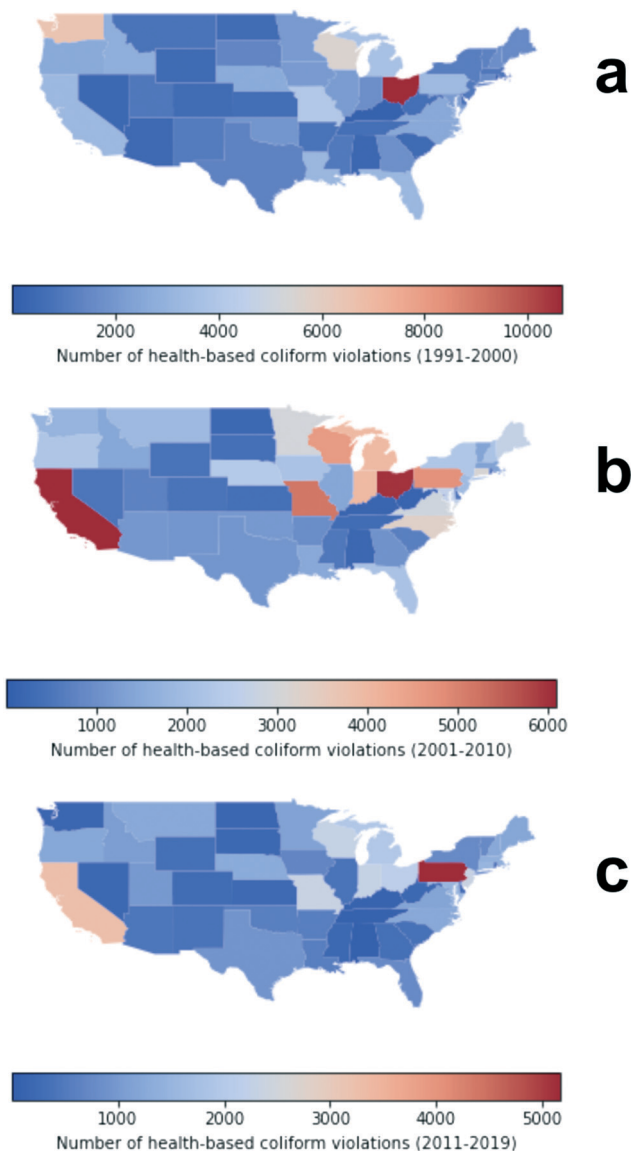 a
2000 4000 6000 8000 10000
Number of health-based coliform violations (1991-2000)
b
1000 2000 3000 4000 5000 6000
Number of health-based coliform violations (2001-2010)
c
1000 2000 3000 4000 5000
Number of health-based coliform violations (2011-2019)